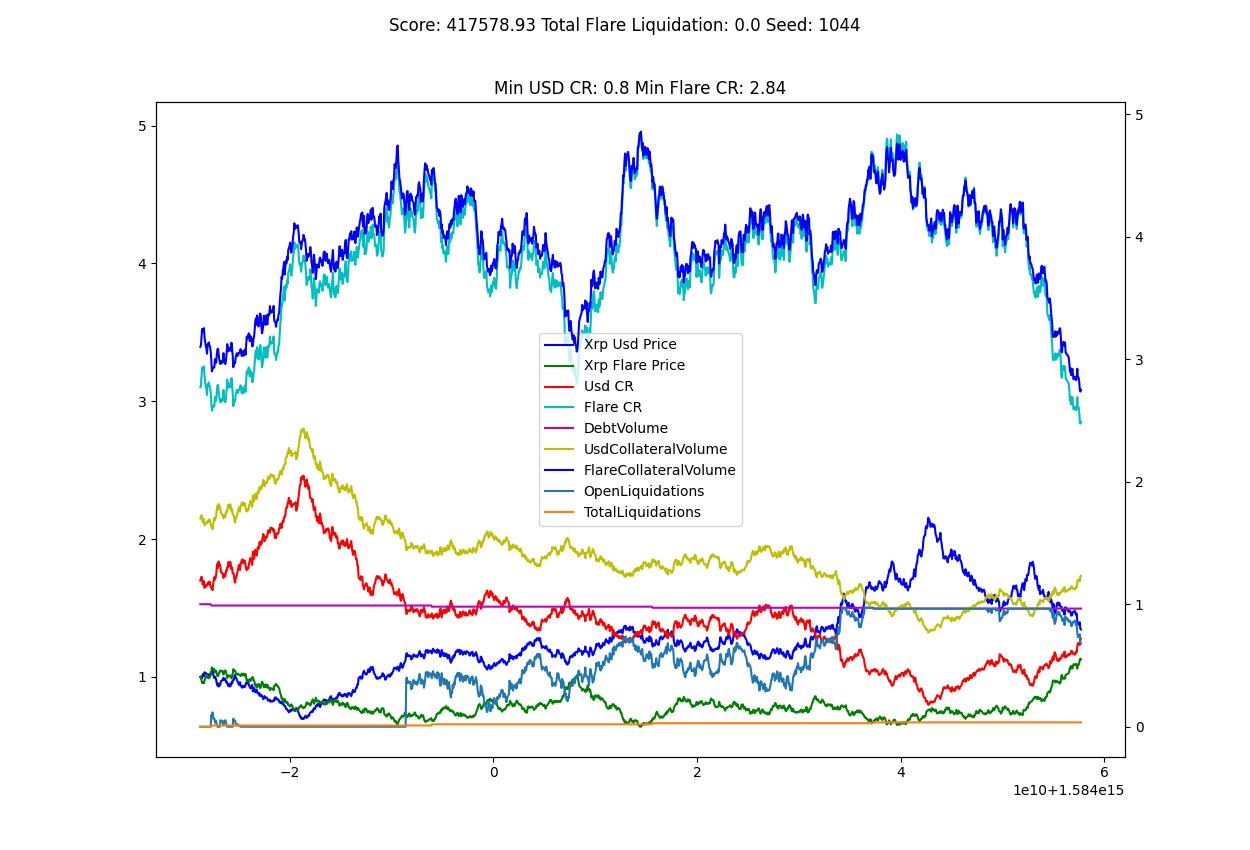 Score: 417578.93 Total Flare Liquidation: 0.0 Seed: 1044
Min USD CR: 0.8 Min Flare CR: 2.84
5
4
3
2
1
5
4
3
2
1
0
Xrp Usd Price
Xrp Flare Price
Usd CR
Flare CR
DebtVolume
UsdCollateralVolume
FlareCollateralVolume
OpenLiquidations
TotalLiquidations
−2 0 2 4 6
1e10+1.584e15